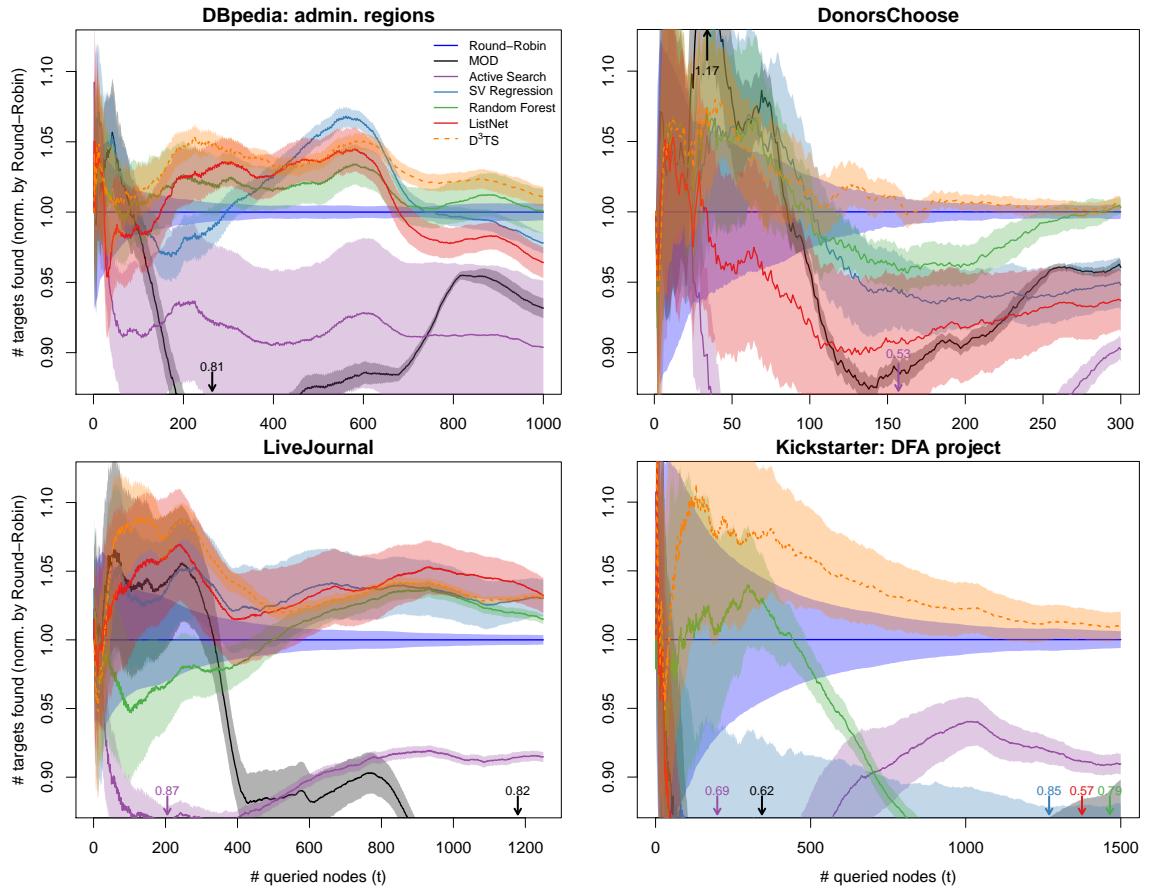 DBpedia: admin. regions
# targets found (norm. by Round−Robin)
1.10
1.05
1.00
0.95
0.90
Round−Robin
MOD
Active Search
SV Regression
Random Forest
ListNet
D³TS
0.81
0 200 400 600 800 1000
DonorsChoose
1.10
1.05
1.00
0.95
0.90
1.17
0.53
0 50 100 150 200 250 300
LiveJournal
# targets found (norm. by Round−Robin)
1.10
1.05
1.00
0.95
0.90
0.87
0.82
0 200 400 600 800 1000 1200
# queried nodes (t)
Kickstarter: DFA project
1.10
1.05
1.00
0.95
0.90
0.69
0.62
0.85
0.57
0.79
0 500 1000 1500
# queried nodes (t)